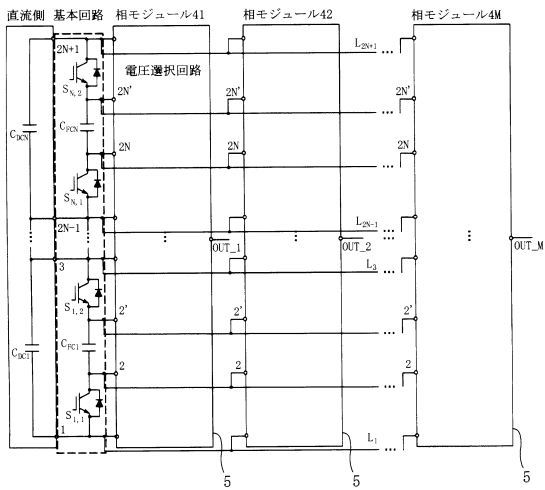 直流側 基本回路 相モジュール41 相モジュール42 相モジュール4M
電圧選択回路
2N+1 L2N+1
SN,2
2N' 2N' 2N'
CDCN CFCN
2N 2N 2N
SN,1
2N-1 L2N-1
OUT_1 OUT_2 OUT_M
3 L3
S1,2
2' 2' 2'
CDC1 CFC1
2 2 2
S1,1
1 L1
5 5 5